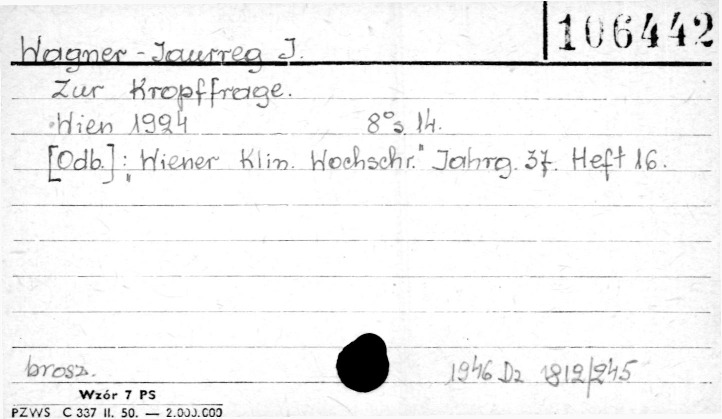 106442
Wagner-Jaurreg J.
Zur Kropffrage.
Wien 1924 8° s. 14.
[Odb.]: „Wiener Klin. Wochschr." Jahrg. 37. Heft 16.
brosz. 1946 Dz 1812/245
Wzór 7 PS
PZWS C 337 II. 50. — 2.000.000